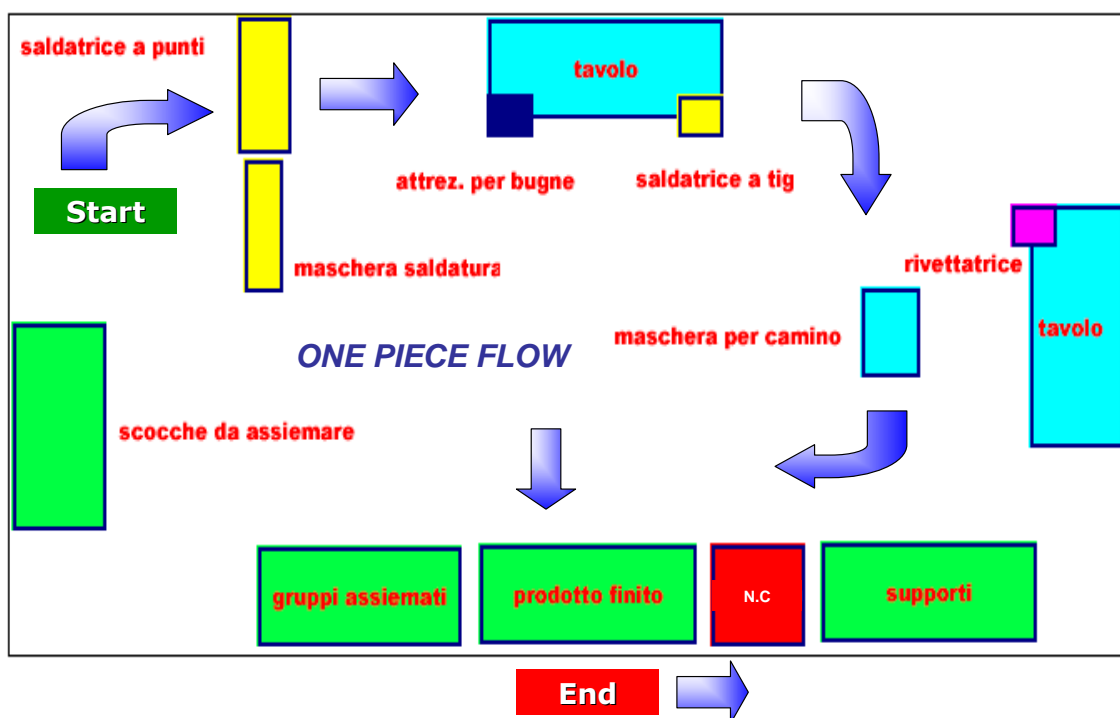 saldatrice a punti
tavolo
attrez. per bugne
saldatrice a tig
Start
maschera saldatura
rivettatrice
tavolo
maschera per camino
ONE PIECE FLOW
scocche da assiemare
gruppi assiemati
prodotto finito
N.C
supporti
End